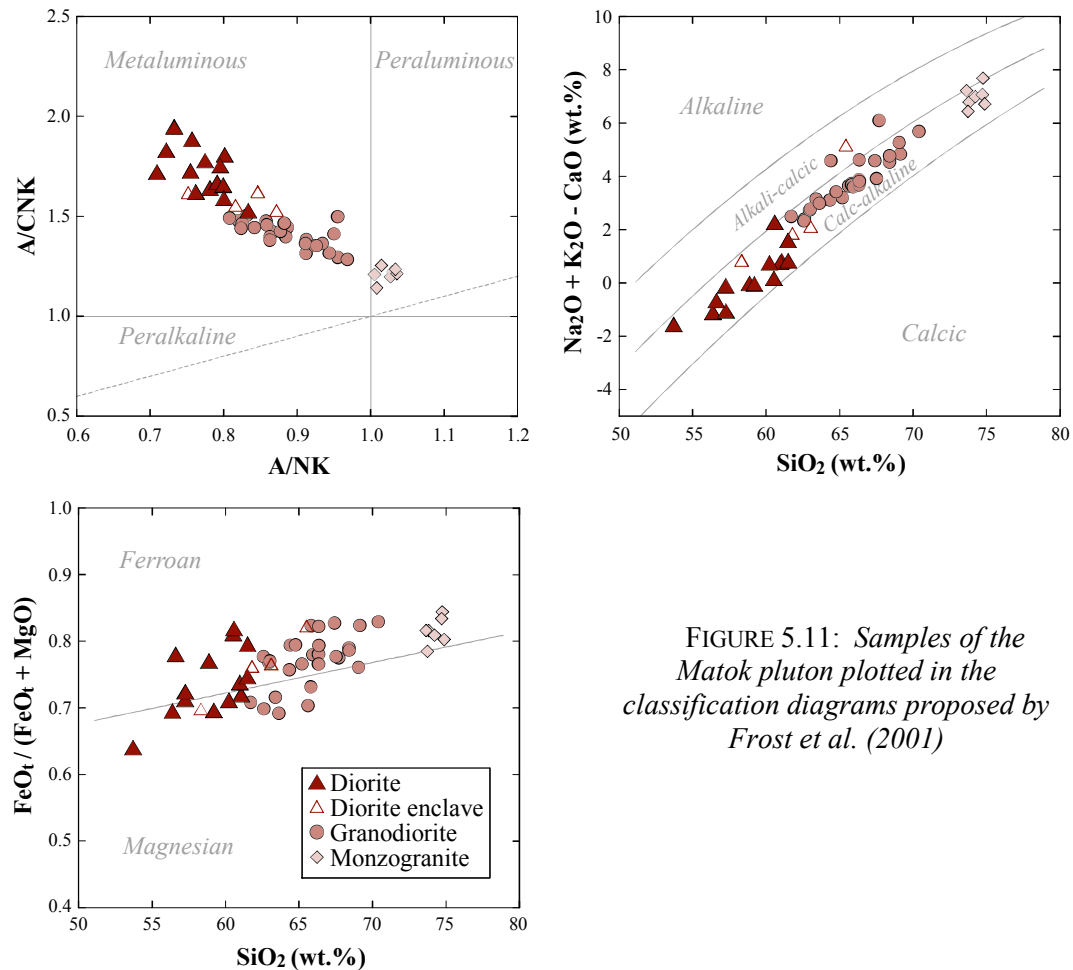 Metaluminous
Peraluminous
Peralkaline
A/CNK
2.5
2.0
1.5
1.0
0.5
0.6 0.7 0.8 0.9 1.0 1.1 1.2
A/NK
Alkaline
Alkali-calcic
Calc-alkaline
Calcic
Na2O + K2O - CaO (wt.%)
10
8
6
4
2
0
-2
-4
50 55 60 65 70 75 80
SiO2 (wt.%)
Ferroan
Magnesian
FeOt / (FeOt + MgO)
1.0
0.9
0.8
0.7
0.6
0.5
0.4
Diorite
Diorite enclave
Granodiorite
Monzogranite
50 55 60 65 70 75 80
SiO2 (wt.%)
FIGURE 5.11: Samples of the
Matok pluton plotted in the
classification diagrams proposed by
Frost et al. (2001)